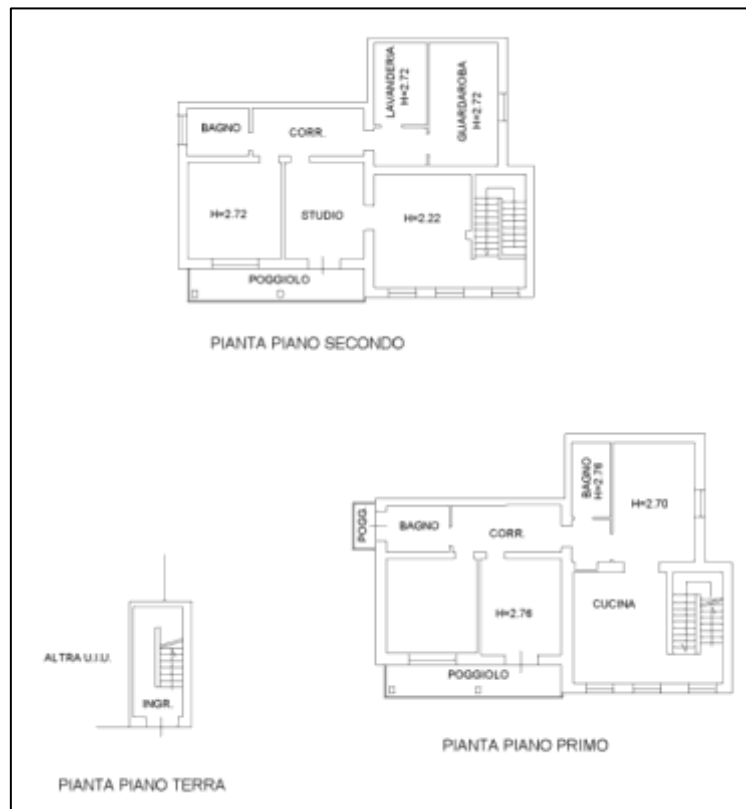 LAVANDERIA
H=2.72
GUARDAROBA
H=2.72
BAGNO
CORR.
H=2.72
STUDIO
H=2.22
POGGIOLO
PIANTA PIANO SECONDO
BAGNO
H=2.76
H=2.70
POGG.
BAGNO
CORR.
CUCINA
H=2.76
POGGIOLO
PIANTA PIANO PRIMO
ALTRA U.I.U.
INGR.
PIANTA PIANO TERRA